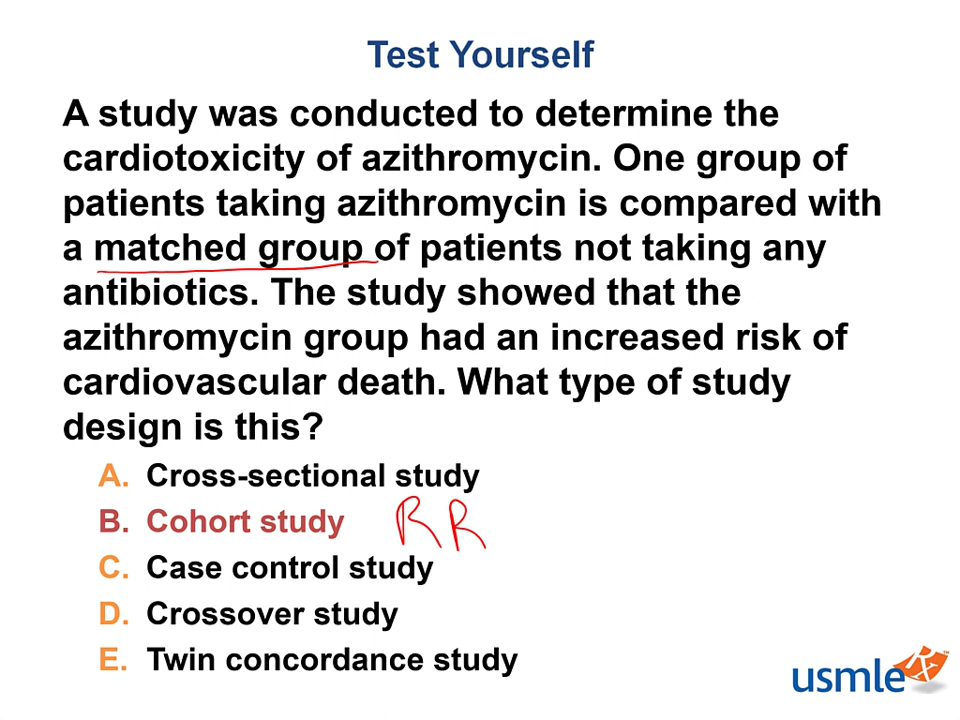 Test Yourself
A study was conducted to determine the
cardiotoxicity of azithromycin. One group of
patients taking azithromycin is compared with
a matched group of patients not taking any
antibiotics. The study showed that the
azithromycin group had an increased risk of
cardiovascular death. What type of study
design is this?
A. Cross-sectional study
B. Cohort study RR
C. Case control study
D. Crossover study
E. Twin concordance study
usmle Rx™